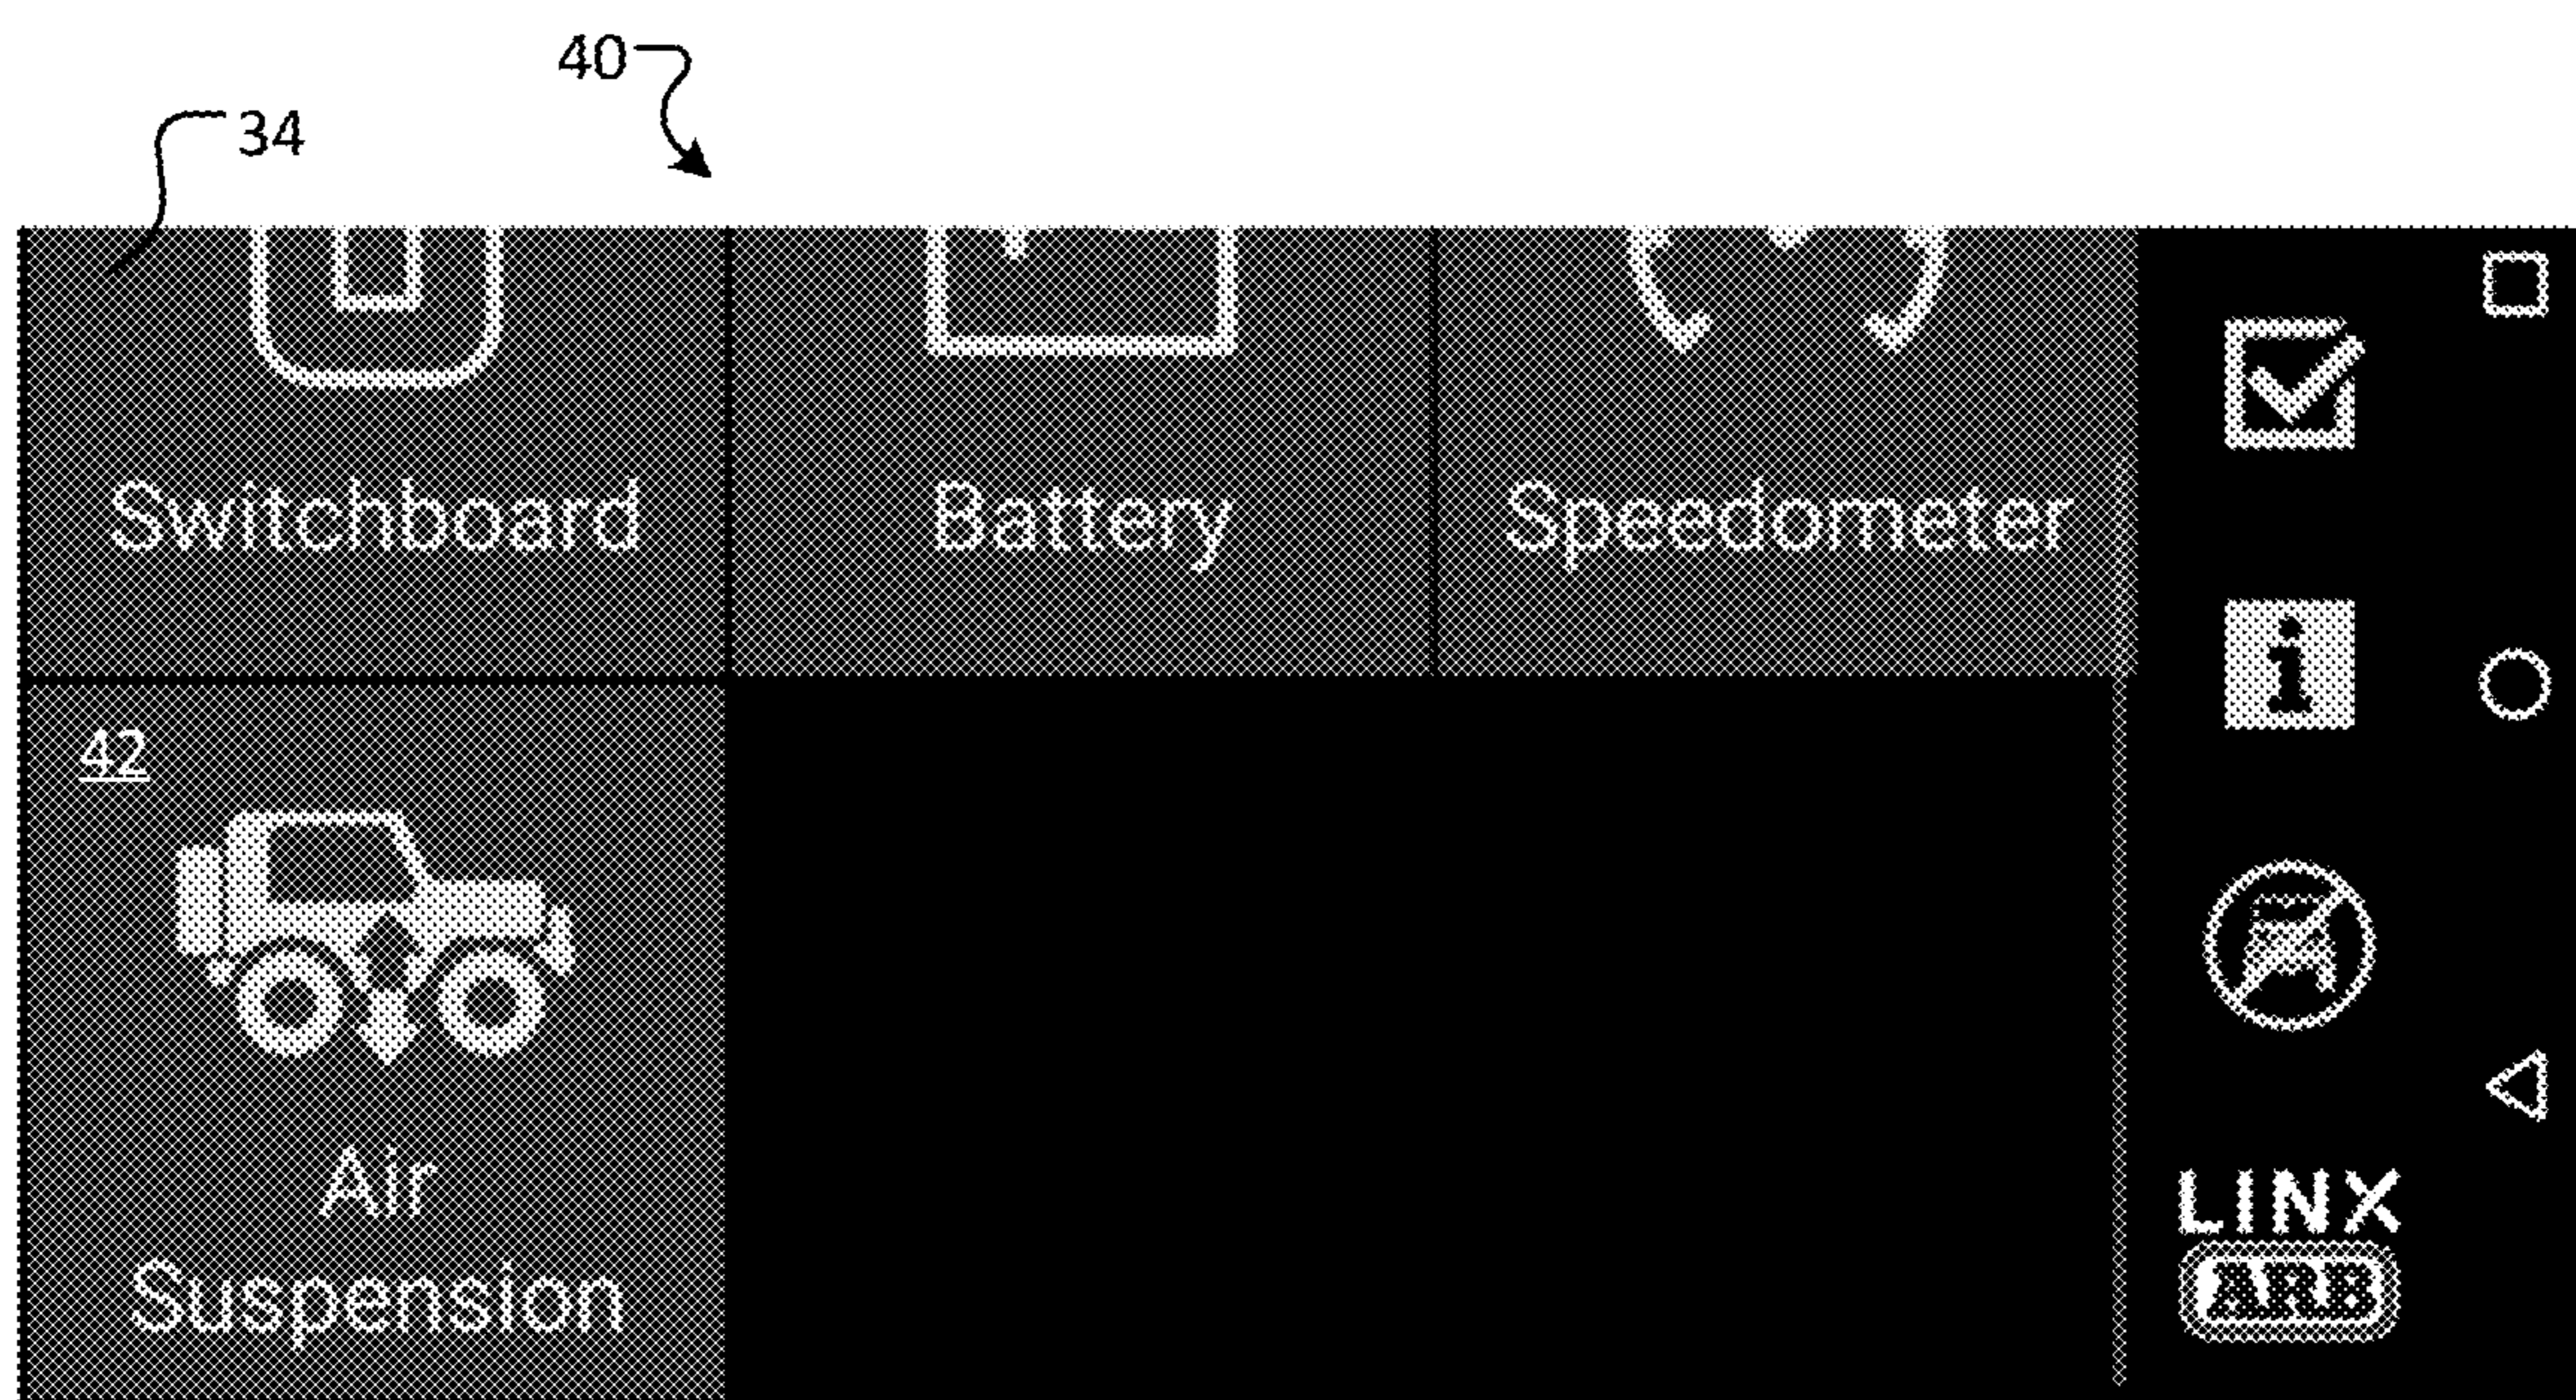 40
34
Switchboard
Battery
Speedometer
i
42
Air
Suspension
LINX
ARB